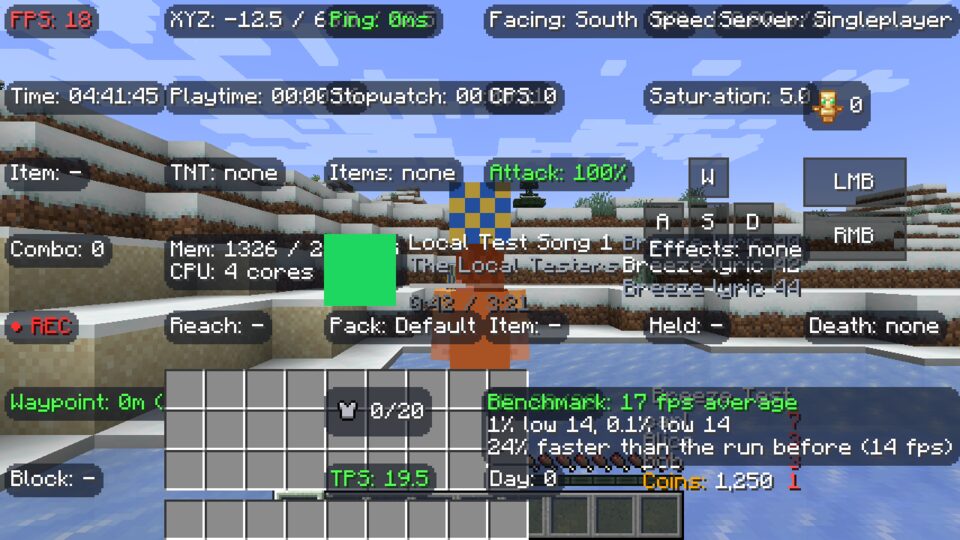 FPS: 18
XYZ: -12.5 / 6
Ping: 0ms
Facing: South
Speed
Server: Singleplayer
Time: 04:41:45
Playtime: 00:00
Stopwatch: 00
CPS:
0
Saturation: 5.0
0
Item: -
TNT: none
Items: none
Attack: 100%
W
LMB
A S D
RMB
Combo: 0
Mem: 1326 / 2
CPU: 4 cores
Local Test Song 1
The Local Testers
0:42 / 3:21
Effects: none
Breeze lyric 42
Breeze lyric 44
REC
Reach: -
Pack: Default
Item: -
Held: -
Death: none
Waypoint: 0m (
0/20
Breeze Test
Benchmark: 17 fps average
1% low 14, 0.1% low 14
24% faster than the run before (14 fps)
Block: -
TPS: 19.5
Day: 0
Coins: 1,250
1